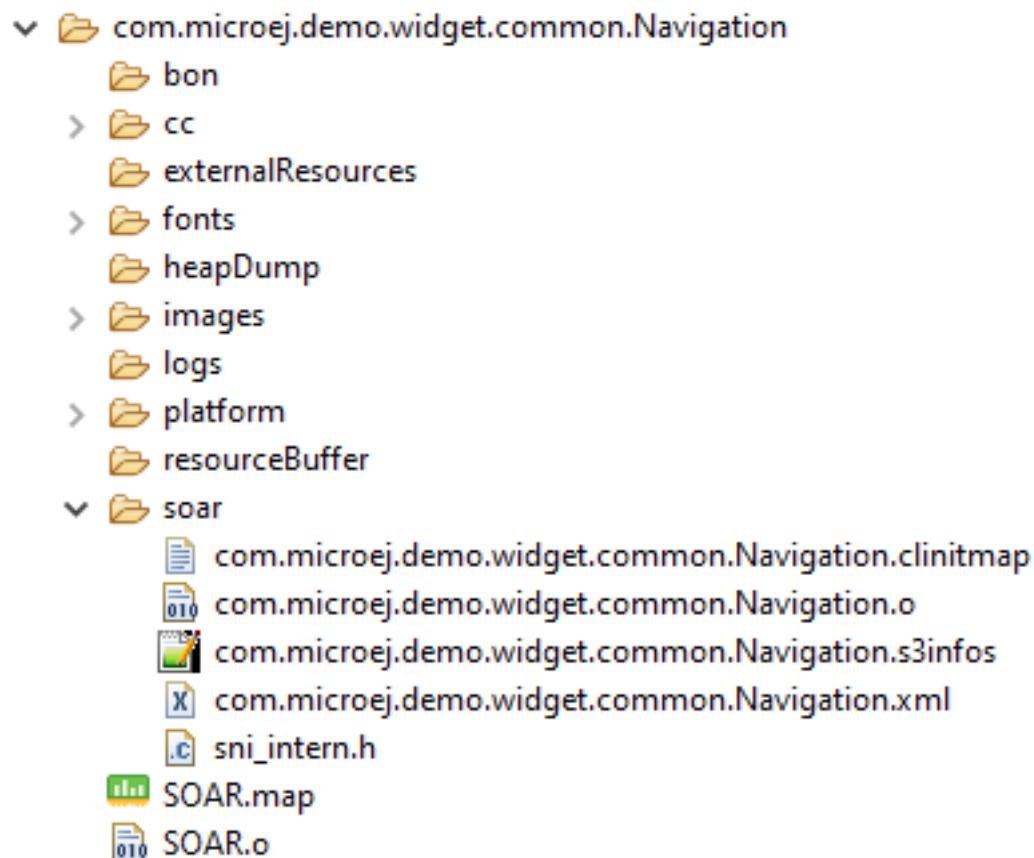 com.microej.demo.widget.common.Navigation
bon
cc
externalResources
fonts
heapDump
images
logs
platform
resourceBuffer
soar
com.microej.demo.widget.common.Navigation.clinitmap
010 com.microej.demo.widget.common.Navigation.o
com.microej.demo.widget.common.Navigation.s3infos
X com.microej.demo.widget.common.Navigation.xml
.c sni_intern.h
SOAR.map
010 SOAR.o